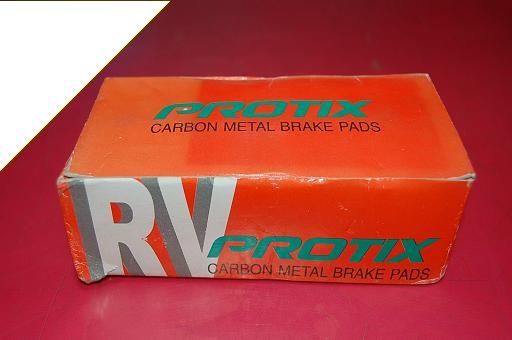 PROTIX
CARBON METAL BRAKE PADS
RV
PROTIX
CARBON METAL BRAKE PADS